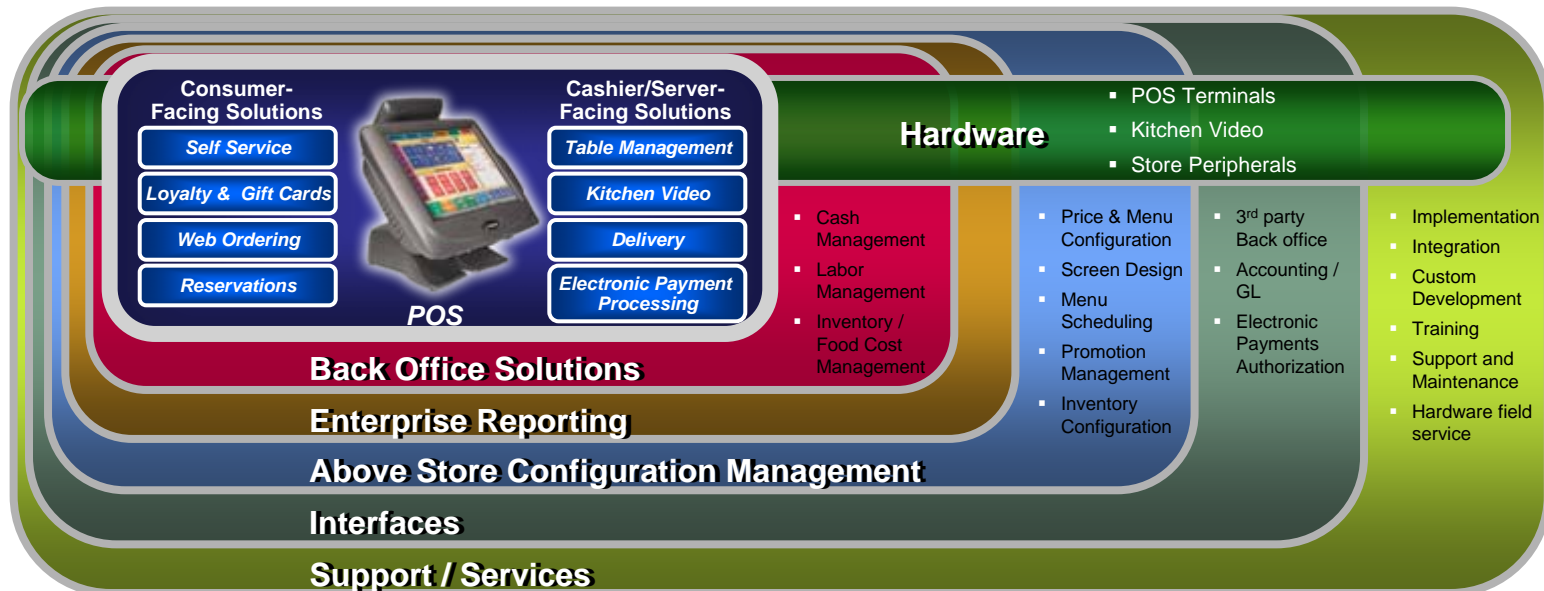 Consumer-
Facing Solutions
Self Service
Loyalty & Gift Cards
Web Ordering
Reservations
POS
Cashier/Server-
Facing Solutions
Table Management
Kitchen Video
Delivery
Electronic Payment
Processing
Hardware
▪ POS Terminals
▪ Kitchen Video
▪ Store Peripherals
▪ Cash
Management
▪ Labor
Management
▪ Inventory /
Food Cost
Management
▪ Price & Menu
Configuration
▪ Screen Design
▪ Menu
Scheduling
▪ Promotion
Management
▪ Inventory
Configuration
▪ 3rd party
Back office
▪ Accounting /
GL
▪ Electronic
Payments
Authorization
▪ Implementation
▪ Integration
▪ Custom
Development
▪ Training
▪ Support and
Maintenance
▪ Hardware field
service
Back Office Solutions
Enterprise Reporting
Above Store Configuration Management
Interfaces
Support / Services